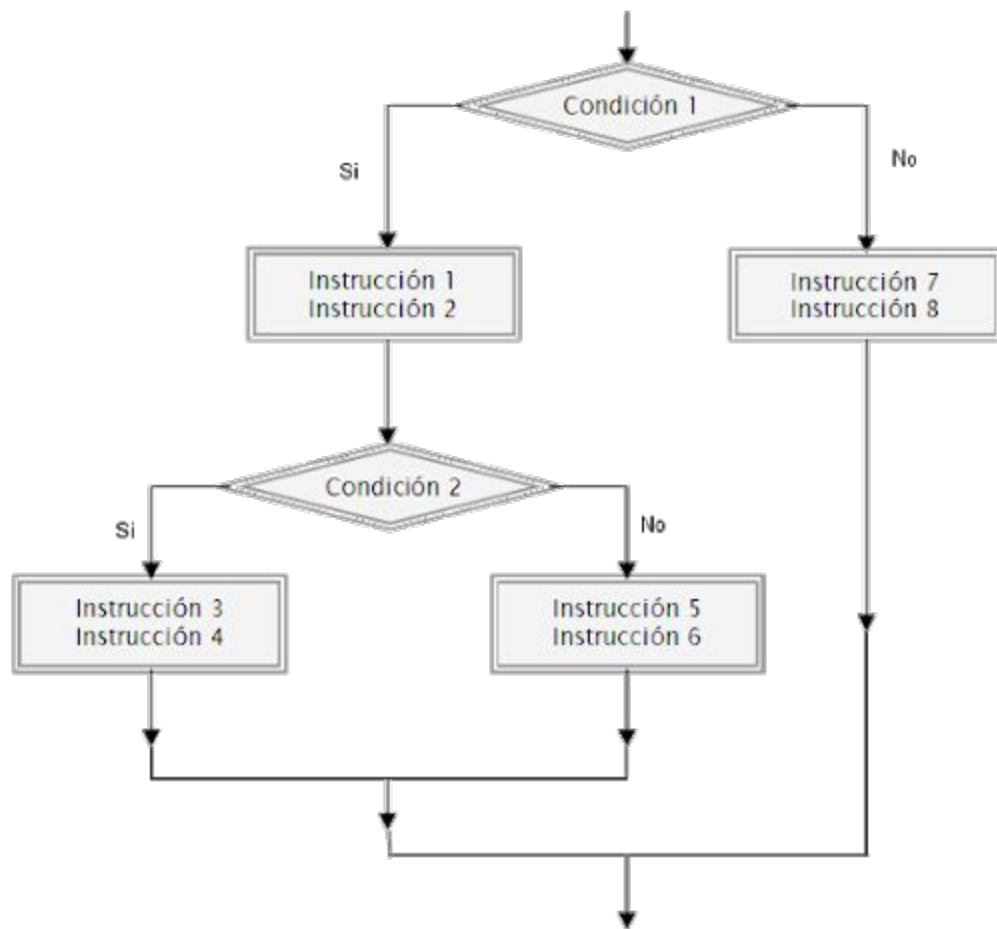 Condición 1
Si
No
Instrucción 1
Instrucción 2
Instrucción 7
Instrucción 8
Condición 2
Si
No
Instrucción 3
Instrucción 4
Instrucción 5
Instrucción 6